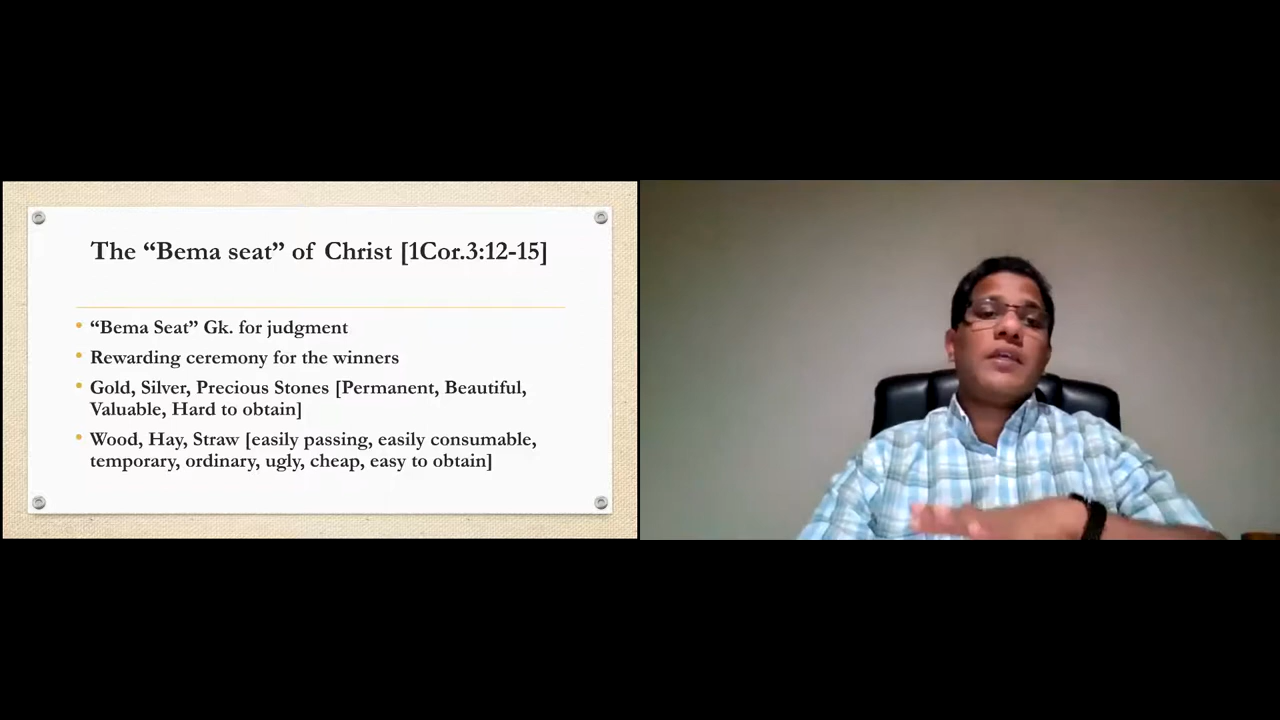 The “Bema seat” of Christ [1Cor.3:12-15]
“Bema Seat” Gk. for judgment
Rewarding ceremony for the winners
Gold, Silver, Precious Stones [Permanent, Beautiful,
Valuable, Hard to obtain]
Wood, Hay, Straw [easily passing, easily consumable,
temporary, ordinary, ugly, cheap, easy to obtain]